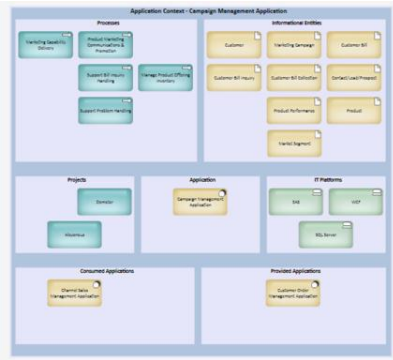 Application Context - Campaign Management Application
Processes
Marketing Capability
Delivery
Product Marketing
Communications &
Promotion
Support Bill Inquiry
Handling
Manage Product Offering
Inventory
Support Problem Handling
Informational Entities
Customer
Marketing Campaign
Customer Bill
Customer Bill Inquiry
Customer Bill Collection
Contact/Lead/Prospect
Product Performance
Product
Market Segment
Projects
Demeter
Application
Campaign Management
Application
IT Platforms
WCF
SQL Server
Consumed Applications
Channel Sales
Management Application
Provided Applications
Customer Order
Management Application